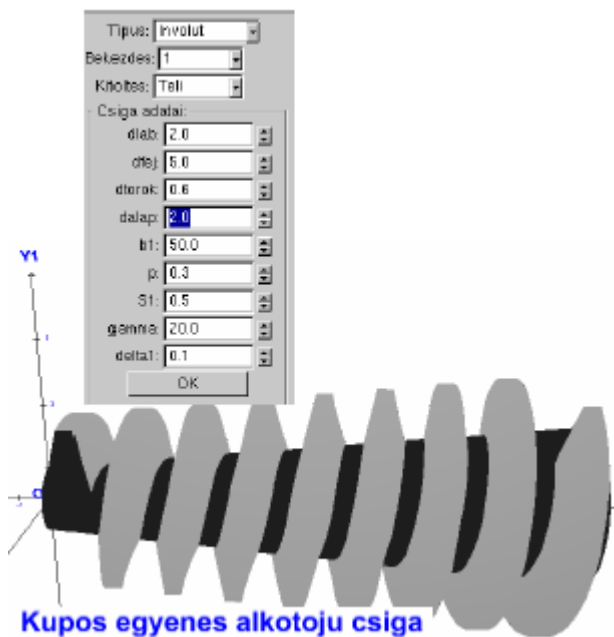 Tipus: Involut
Bekezdes: 1
Kitoltes: Teli
Csiga adatai:
dlab: 2.0
dfej: 5.0
dtorok: 0.6
dalap: 2.0
b1: 50.0
p: 0.3
S1: 0.5
gamma: 20.0
delta1: 0.1
OK
Y1
Kupos egyenes alkotoju csiga